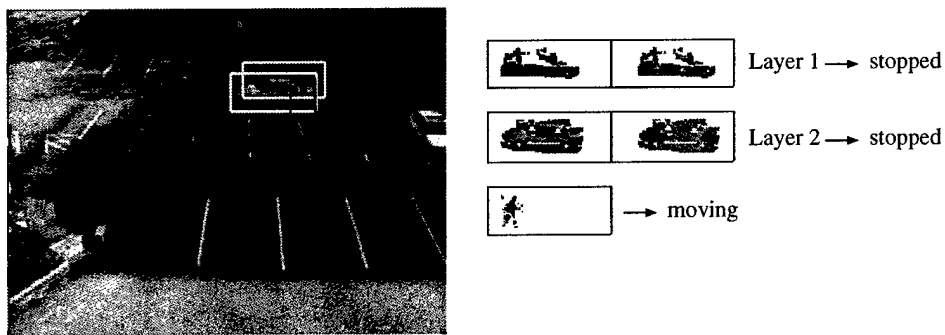 Layer 1 → stopped
Layer 2 → stopped
→ moving